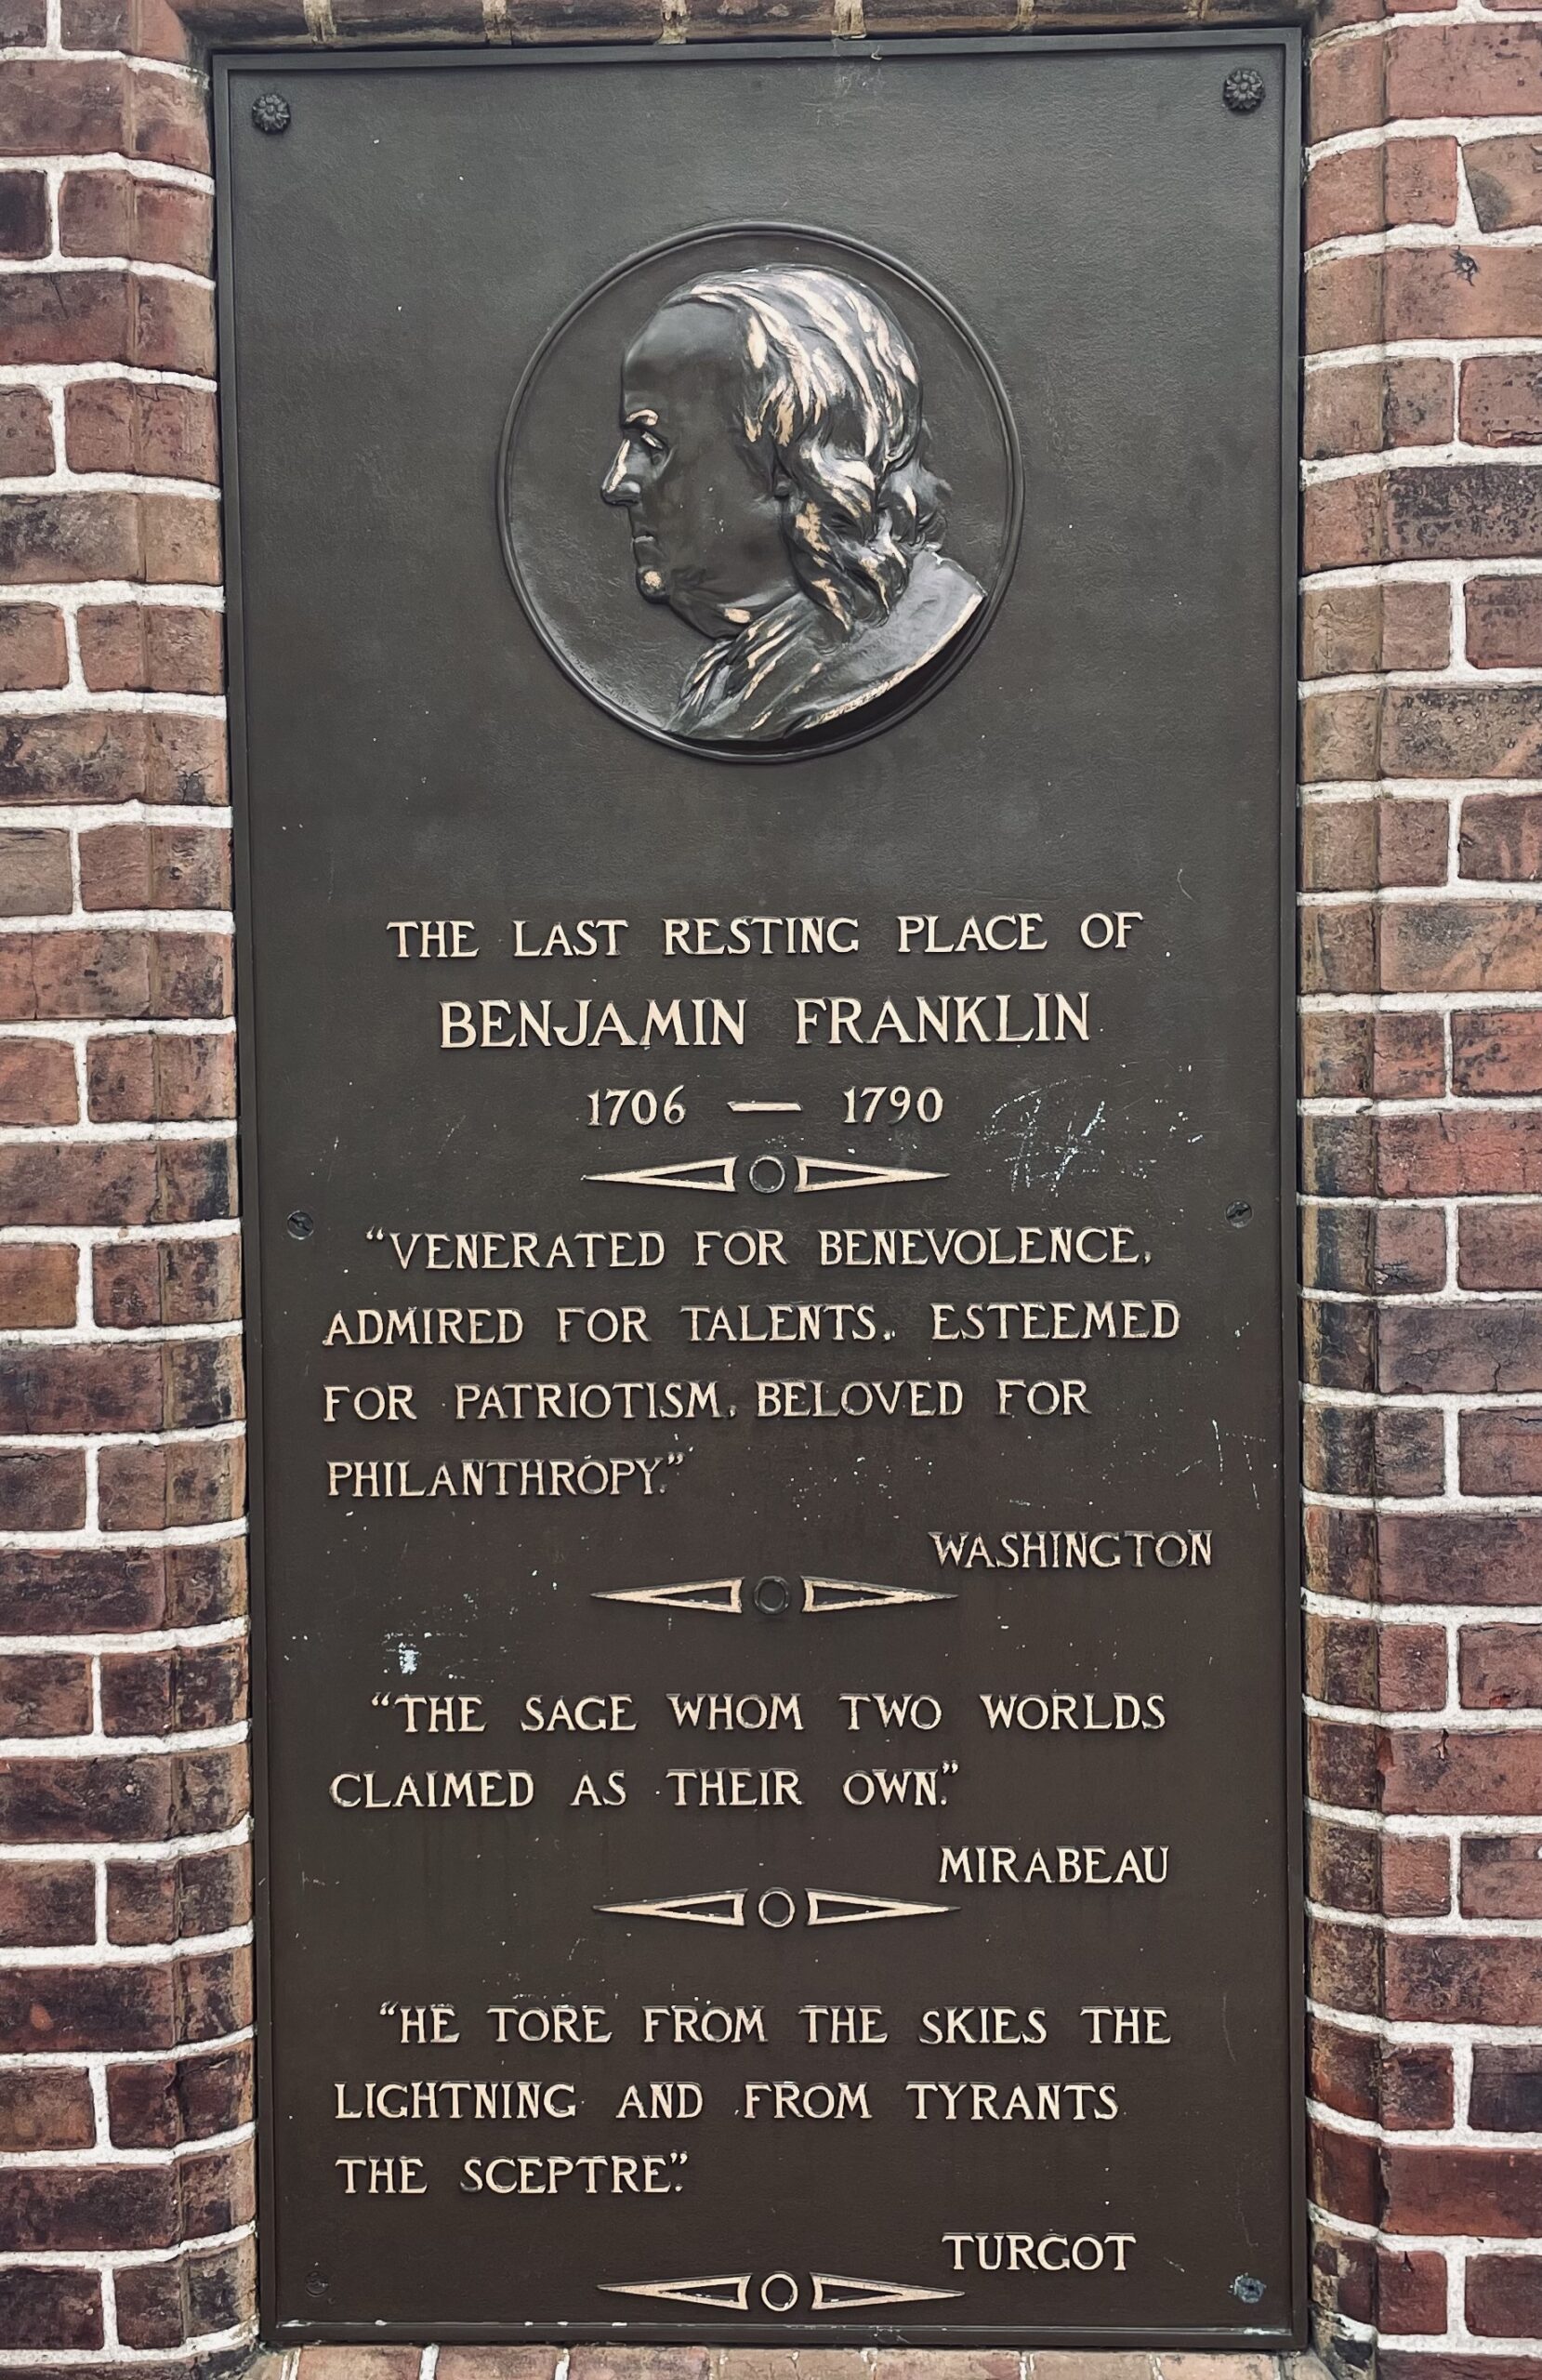 THE LAST RESTING PLACE OF
BENJAMIN FRANKLIN
1706 — 1790
"VENERATED FOR BENEVOLENCE,
ADMIRED FOR TALENTS, ESTEEMED
FOR PATRIOTISM, BELOVED FOR
PHILANTHROPY."
WASHINGTON
"THE SAGE WHOM TWO WORLDS
CLAIMED AS THEIR OWN."
MIRABEAU
"HE TORE FROM THE SKIES THE
LIGHTNING AND FROM TYRANTS
THE SCEPTRE."
TURGOT